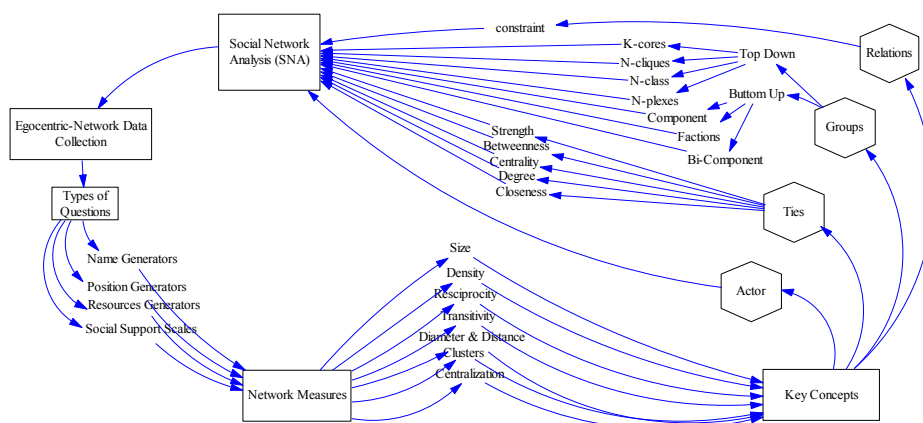 Social Network
Analysis (SNA)
constraint
Relations
K-cores
N-cliques
Top Down
N-class
N-plexes
Buttom Up
Component
Groups
Factions
Bi-Component
Egocentric-Network Data
Collection
Strength
Betweenness
Centrality
Degree
Closeness
Ties
Types of
Questions
Name Generators
Position Generators
Resources Generators
Social Support Scales
Size
Density
Resciprocity
Transitivity
Diameter & Distance
Clusters
Centralization
Actor
Network Measures
Key Concepts